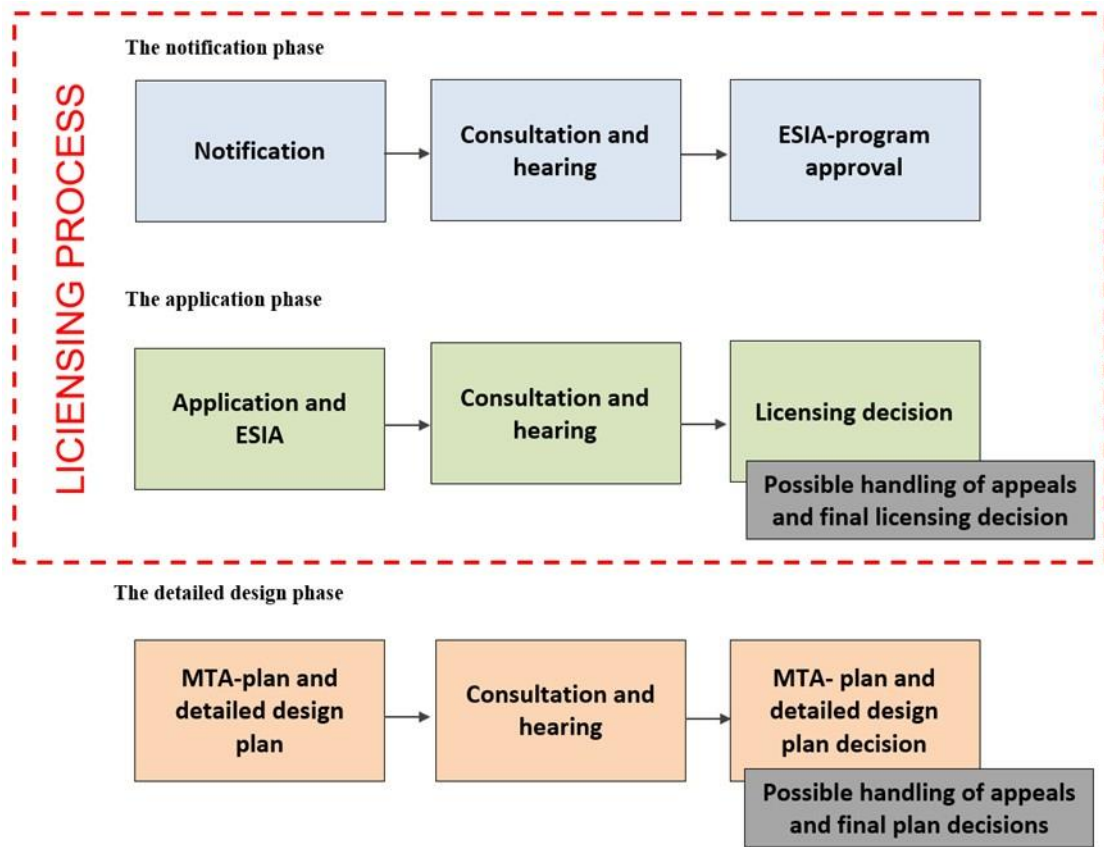 LICIENSING PROCESS
The notification phase
Notification
Consultation and
hearing
ESIA-program
approval
The application phase
Application and
ESIA
Consultation and
hearing
Licensing decision
Possible handling of appeals
and final licensing decision
The detailed design phase
MTA-plan and
detailed design
plan
Consultation and
hearing
MTA- plan and
detailed design
plan decision
Possible handling of appeals
and final plan decisions